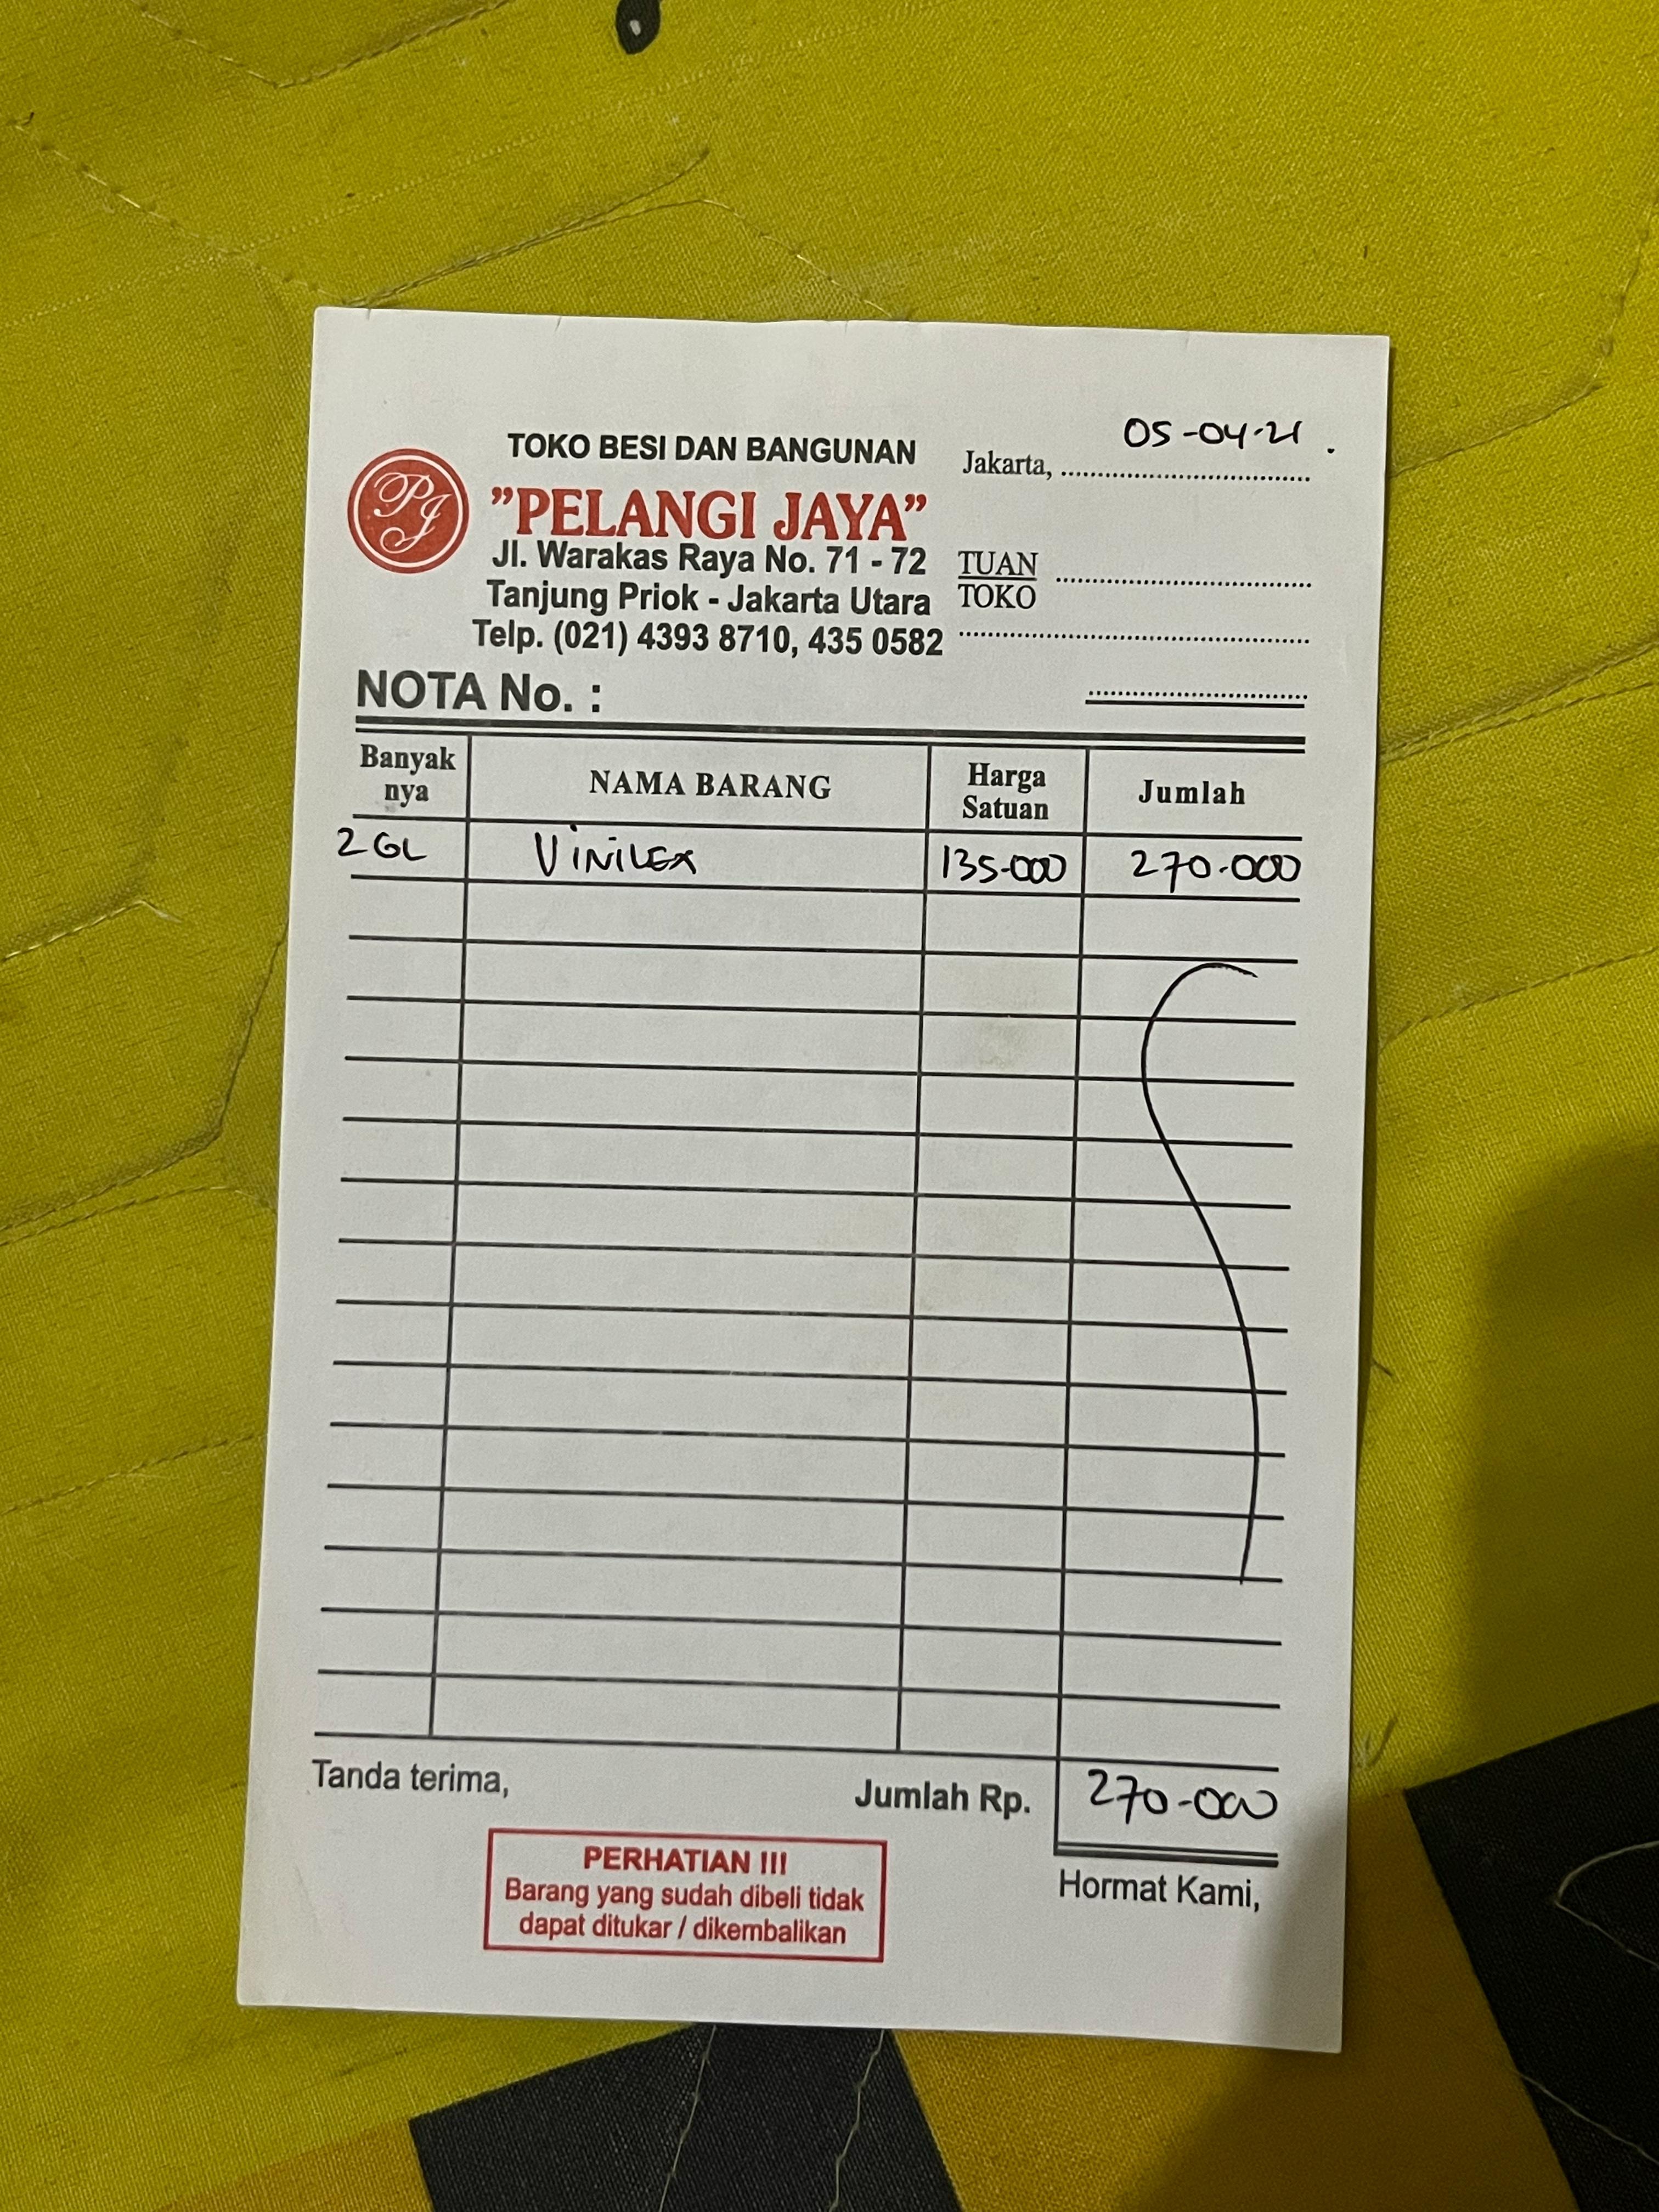 TOKO BESI DAN BANGUNAN
PJ
"PELANGI JAYA"
Jl. Warakas Raya No. 71 - 72
Tanjung Priok - Jakarta Utara
Telp. (021) 4393 8710, 435 0582
Jakarta, 05-04-21
TUAN
TOKO
NOTA No. :
Banyak nya NAMA BARANG Harga Satuan Jumlah
2 GL Vinilex 135-000 270-000
Tanda terima, Jumlah Rp. 270-000
PERHATIAN !!!
Barang yang sudah dibeli tidak
dapat ditukar / dikembalikan
Hormat Kami,